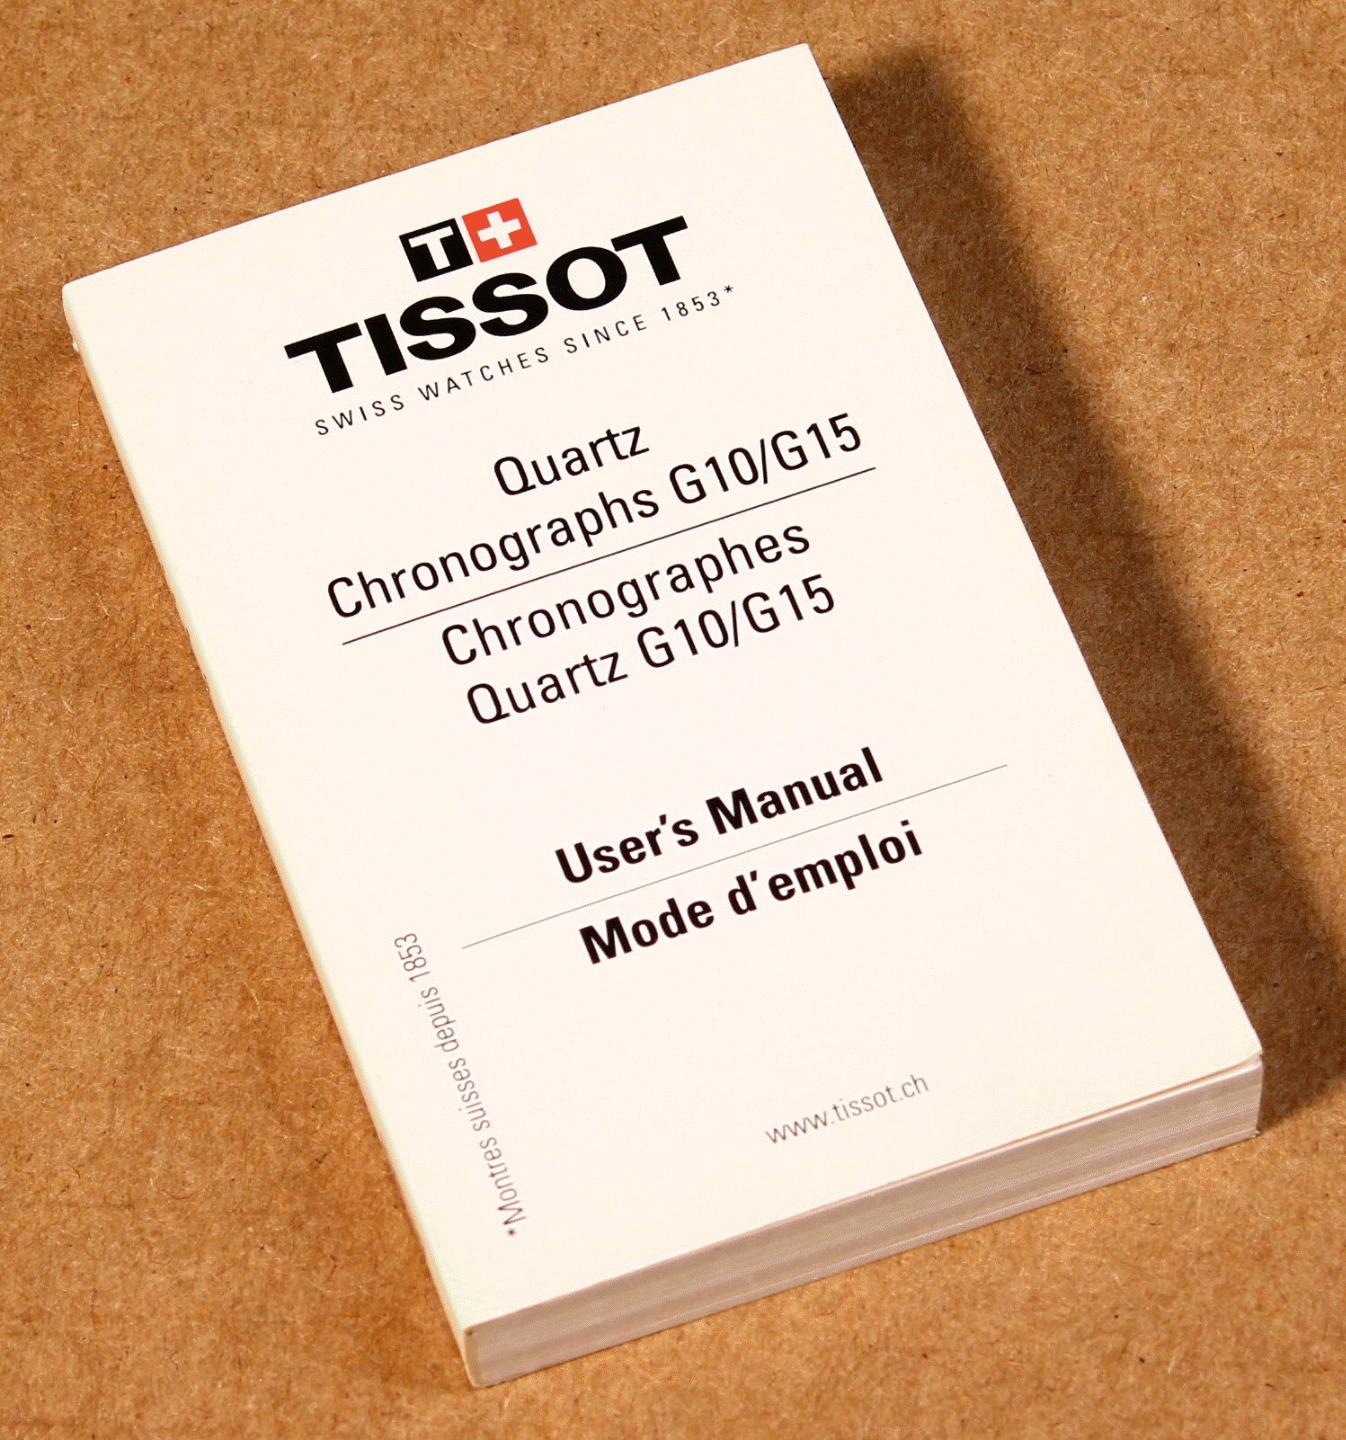 T
TISSOT
SWISS WATCHES SINCE 1853*
Quartz
Chronographs G10/G15
Chronographes
Quartz G10/G15
User's Manual
Mode d'emploi
*Montres suisses depuis 1853
www.tissot.ch